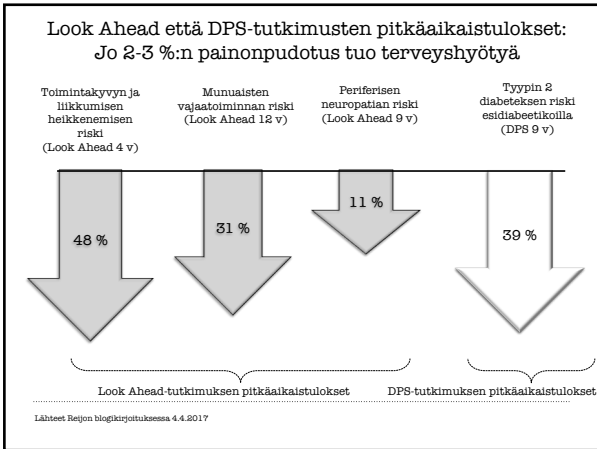 Look Ahead että DPS-tutkimusten pitkäaikaistulokset:
Jo 2-3 %:n painonpudotus tuo terveyshyötyä
Toimintakyvyn ja
liikkumisen
heikkenemisen
riski
(Look Ahead 4 v)
Munuaisten
vajaatoiminnan riski
(Look Ahead 12 v)
Periferisen
neuropatian riski
(Look Ahead 9 v)
Tyypin 2
diabeteksen riski
esidiabeetikoilla
(DPS 9 v)
48 %
31 %
11 %
39 %
Look Ahead-tutkimuksen pitkäaikaistulokset
DPS-tutkimuksen pitkäaikaistulokset
Lähteet Reijon blogikirjoituksessa 4.4.2017